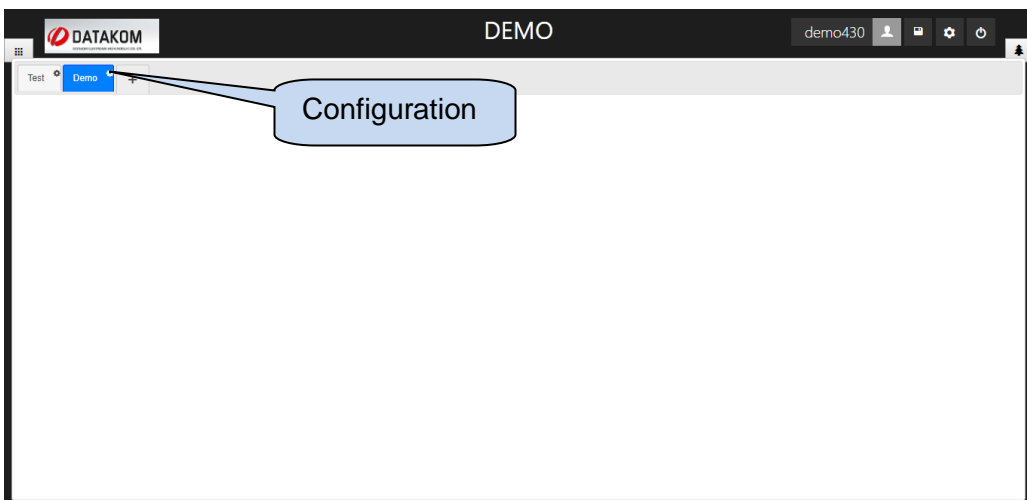 DATAKOM
DEMO
demo430
Test
Demo
+
Configuration